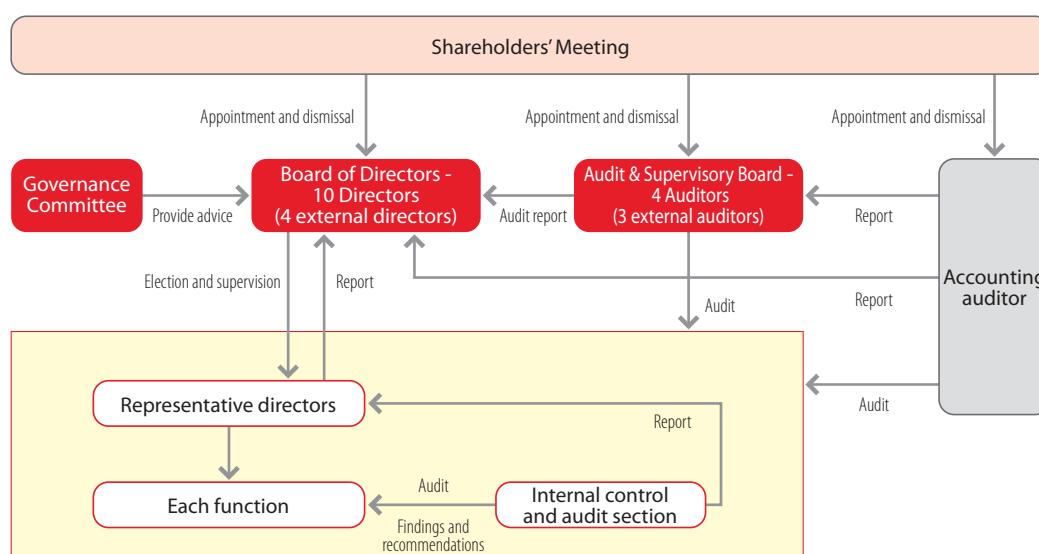 Shareholders' Meeting
Appointment and dismissal
Appointment and dismissal
Appointment and dismissal
Governance
Committee
Provide advice
Board of Directors -
10 Directors
(4 external directors)
Audit report
Audit & Supervisory Board -
4 Auditors
(3 external auditors)
Report
Accounting
auditor
Election and supervision
Report
Audit
Report
Representative directors
Report
Audit
Each function
Audit
Findings and
recommendations
Internal control
and audit section